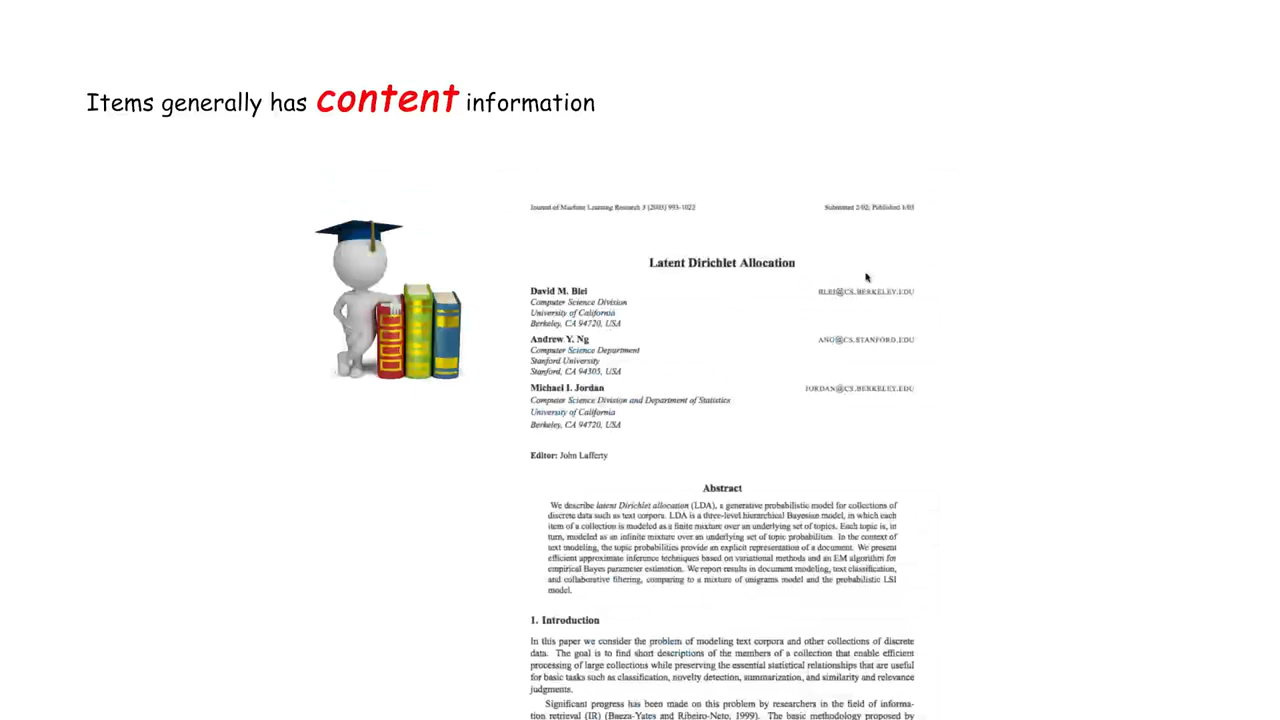 Items generally has content information
Journal of Machine Learning Research 3 (2003) 993-1022
Submitted 2/02; Published 1/03
Latent Dirichlet Allocation
David M. Blei
BLEI@CS.BERKELEY.EDU
Computer Science Division
University of California
Berkeley, CA 94720, USA
Andrew Y. Ng
ANG@CS.STANFORD.EDU
Computer Science Department
Stanford University
Stanford, CA 94305, USA
Michael I. Jordan
JORDAN@CS.BERKELEY.EDU
Computer Science Division and Department of Statistics
University of California
Berkeley, CA 94720, USA
Editor: John Lafferty
Abstract
We describe latent Dirichlet allocation (LDA), a generative probabilistic model for collections of
discrete data such as text corpora. LDA is a three-level hierarchical Bayesian model, in which each
item of a collection is modeled as a finite mixture over an underlying set of topics. Each topic is, in
turn, modeled as an infinite mixture over an underlying set of topic probabilities. In the context of
text modeling, the topic probabilities provide an explicit representation of a document. We present
efficient approximate inference techniques based on variational methods and an EM algorithm for
empirical Bayes parameter estimation. We report results in document modeling, text classification,
and collaborative filtering, comparing to a mixture of unigrams model and the probabilistic LSI
model.
1. Introduction
In this paper we consider the problem of modeling text corpora and other collections of discrete
data. The goal is to find short descriptions of the members of a collection that enable efficient
processing of large collections while preserving the essential statistical relationships that are useful
for basic tasks such as classification, novelty detection, summarization, and similarity and relevance
judgments.
Significant progress has been made on this problem by researchers in the field of informa-
tion retrieval (IR) (Baeza-Yates and Ribeiro-Neto, 1999). The basic methodology proposed by